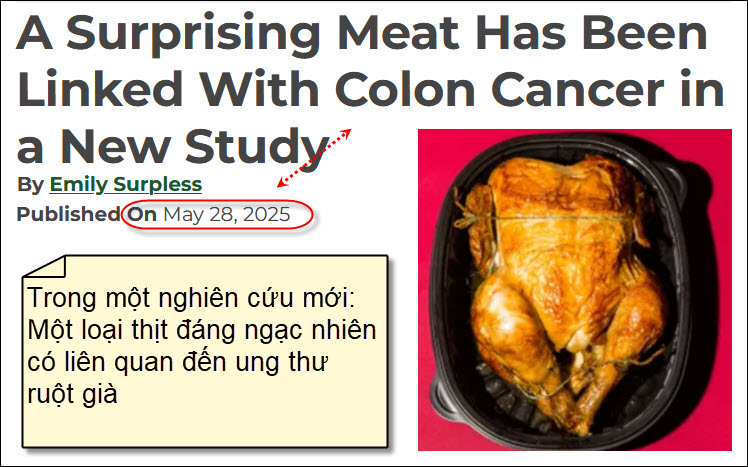 A Surprising Meat Has Been
Linked With Colon Cancer in
a New Study
By Emily Surpless
Published On May 28, 2025
Trong một nghiên cứu mới:
Một loại thịt đáng ngạc nhiên
có liên quan đến ung thư
ruột già